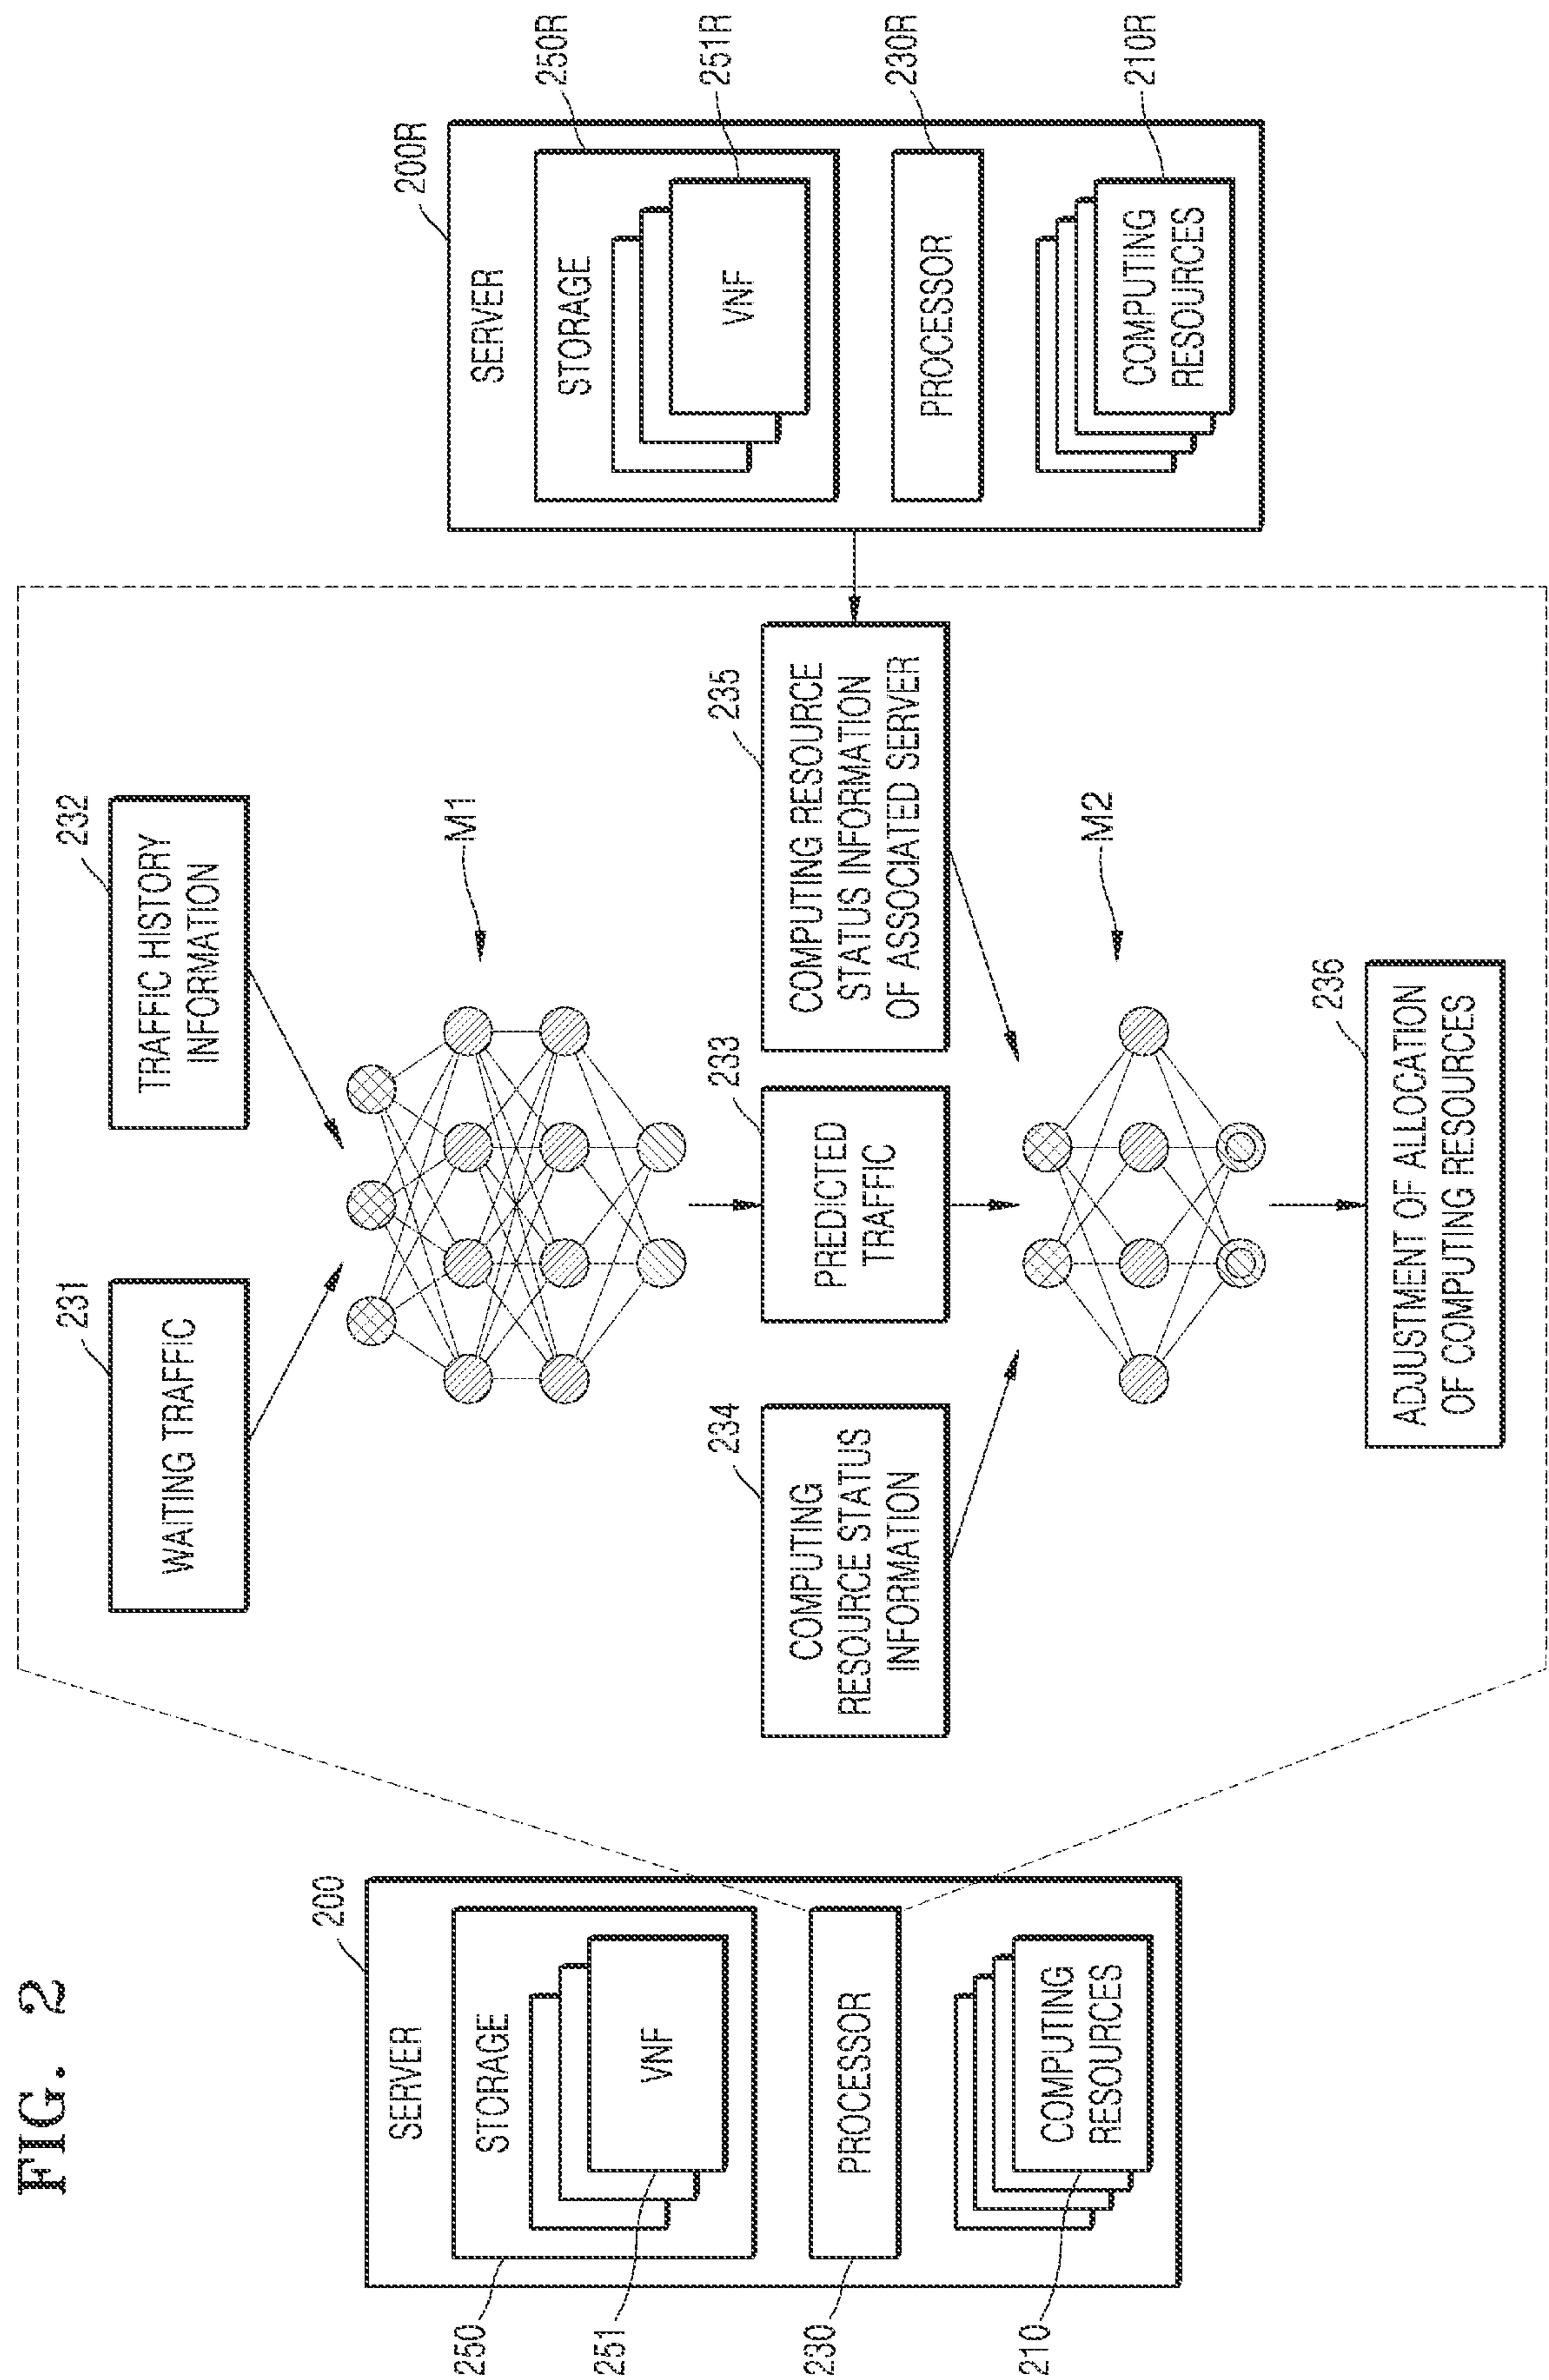 FIG. 2
200
SERVER
STORAGE
VNF
PROCESSOR
COMPUTING
RESOURCES
250
251
230
210
231
WAITING TRAFFIC
232
TRAFFIC HISTORY
INFORMATION
M1
234
COMPUTING
RESOURCE STATUS
INFORMATION
233
PREDICTED
TRAFFIC
235
COMPUTING RESOURCE
STATUS INFORMATION
OF ASSOCIATED SERVER
M2
236
ADJUSTMENT OF ALLOCATION
OF COMPUTING RESOURCES
200R
SERVER
STORAGE
VNF
PROCESSOR
COMPUTING
RESOURCES
250R
251R
230R
210R